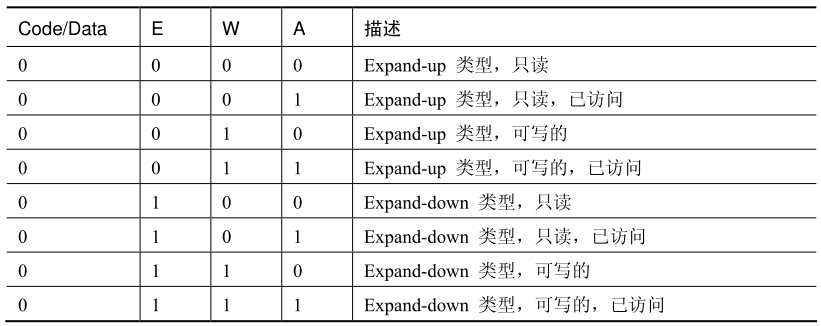 Code/Data E W A 描述
0 0 0 0 Expand-up 类型，只读
0 0 0 1 Expand-up 类型，只读，已访问
0 0 1 0 Expand-up 类型，可写的
0 0 1 1 Expand-up 类型，可写的，已访问
0 1 0 0 Expand-down 类型，只读
0 1 0 1 Expand-down 类型，只读，已访问
0 1 1 0 Expand-down 类型，可写的
0 1 1 1 Expand-down 类型，可写的，已访问